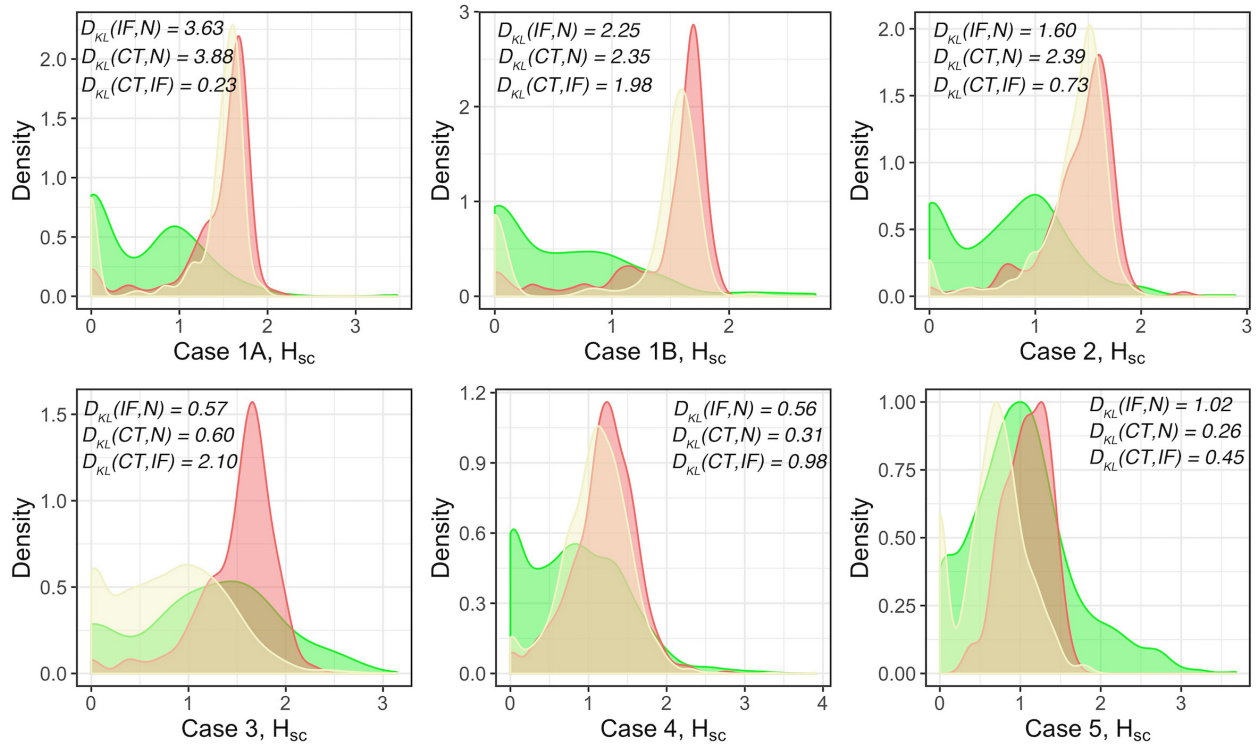 D_KL(IF,N) = 3.63
D_KL(CT,N) = 3.88
D_KL(CT,IF) = 0.23
2.0
1.5
1.0
0.5
0.0
Density
0 1 2 3
Case 1A, H_sc
D_KL(IF,N) = 2.25
D_KL(CT,N) = 2.35
D_KL(CT,IF) = 1.98
3
2
1
0
Density
0 1 2
Case 1B, H_sc
D_KL(IF,N) = 1.60
D_KL(CT,N) = 2.39
D_KL(CT,IF) = 0.73
2.0
1.5
1.0
0.5
0.0
Density
0 1 2 3
Case 2, H_sc
D_KL(IF,N) = 0.57
D_KL(CT,N) = 0.60
D_KL(CT,IF) = 2.10
1.5
1.0
0.5
0.0
Density
0 1 2 3
Case 3, H_sc
D_KL(IF,N) = 0.56
D_KL(CT,N) = 0.31
D_KL(CT,IF) = 0.98
1.2
0.9
0.6
0.3
0.0
Density
0 1 2 3 4
Case 4, H_sc
D_KL(IF,N) = 1.02
D_KL(CT,N) = 0.26
D_KL(CT,IF) = 0.45
1.00
0.75
0.50
0.25
0.00
Density
0 1 2 3
Case 5, H_sc